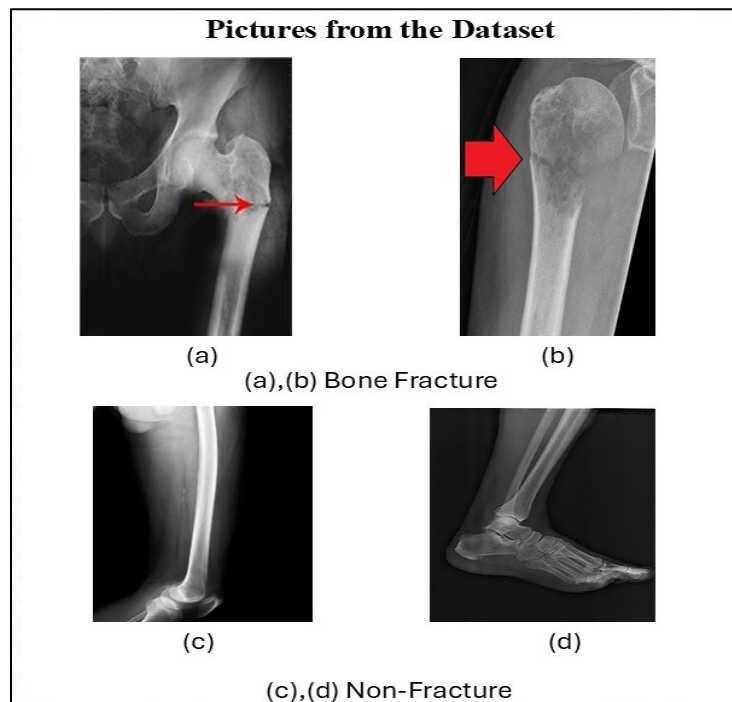 Pictures from the Dataset
(a) (b)
(a),(b) Bone Fracture
(c) (d)
(c),(d) Non-Fracture